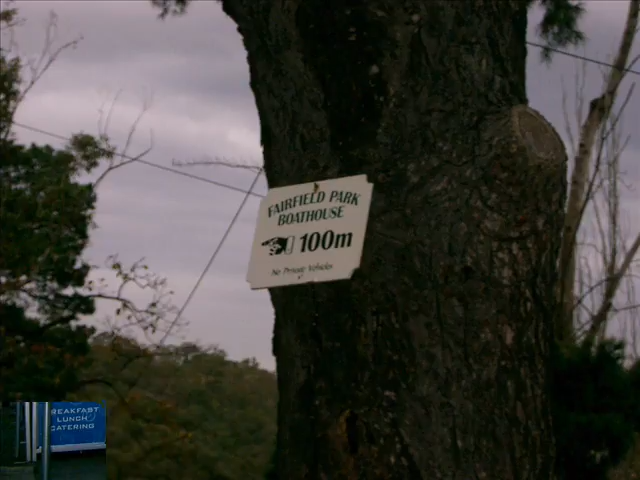 FAIRFIELD PARK
BOATHOUSE
100m
No Private Vehicles
REAKFAST
LUNCH
CATERING